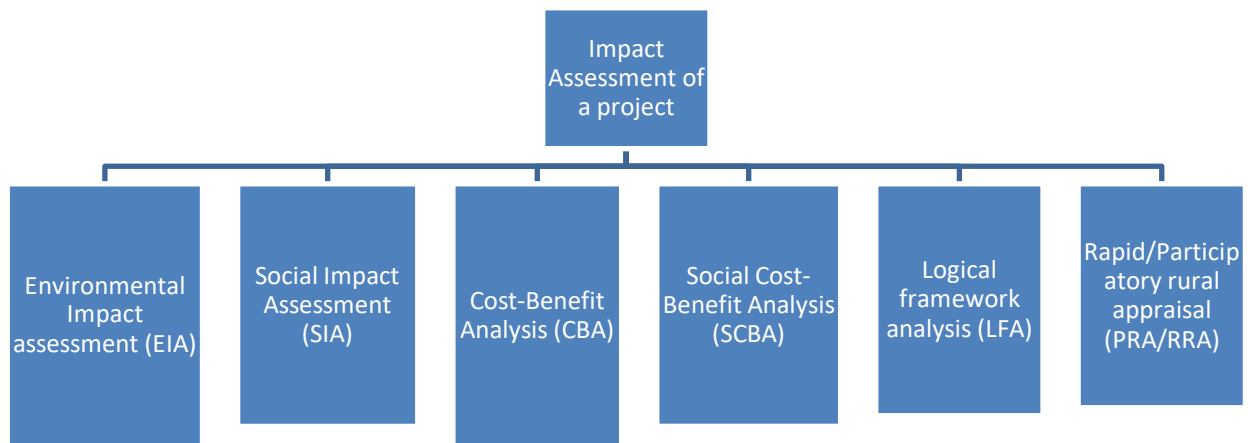 Impact
Assessment of
a project
Environmental
Impact
assessment (EIA)
Social Impact
Assessment
(SIA)
Cost-Benefit
Analysis (CBA)
Social Cost-
Benefit Analysis
(SCBA)
Logical
framework
analysis (LFA)
Rapid/Particip
atory rural
appraisal
(PRA/RRA)